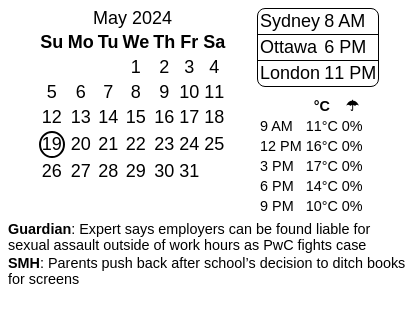 May 2024
Su Mo Tu We Th Fr Sa
1 2 3 4
5 6 7 8 9 10 11
12 13 14 15 16 17 18
19 20 21 22 23 24 25
26 27 28 29 30 31
Sydney 8 AM
Ottawa 6 PM
London 11 PM
°C ☂
9 AM 11°C 0%
12 PM 16°C 0%
3 PM 17°C 0%
6 PM 14°C 0%
9 PM 10°C 0%
Guardian: Expert says employers can be found liable for
sexual assault outside of work hours as PwC fights case
SMH: Parents push back after school’s decision to ditch books
for screens